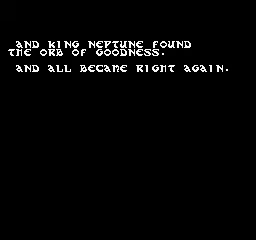 AND KING NEPTUNE FOUND
THE ORB OF GOODNESS.
AND ALL BECAME RIGHT AGAIN.